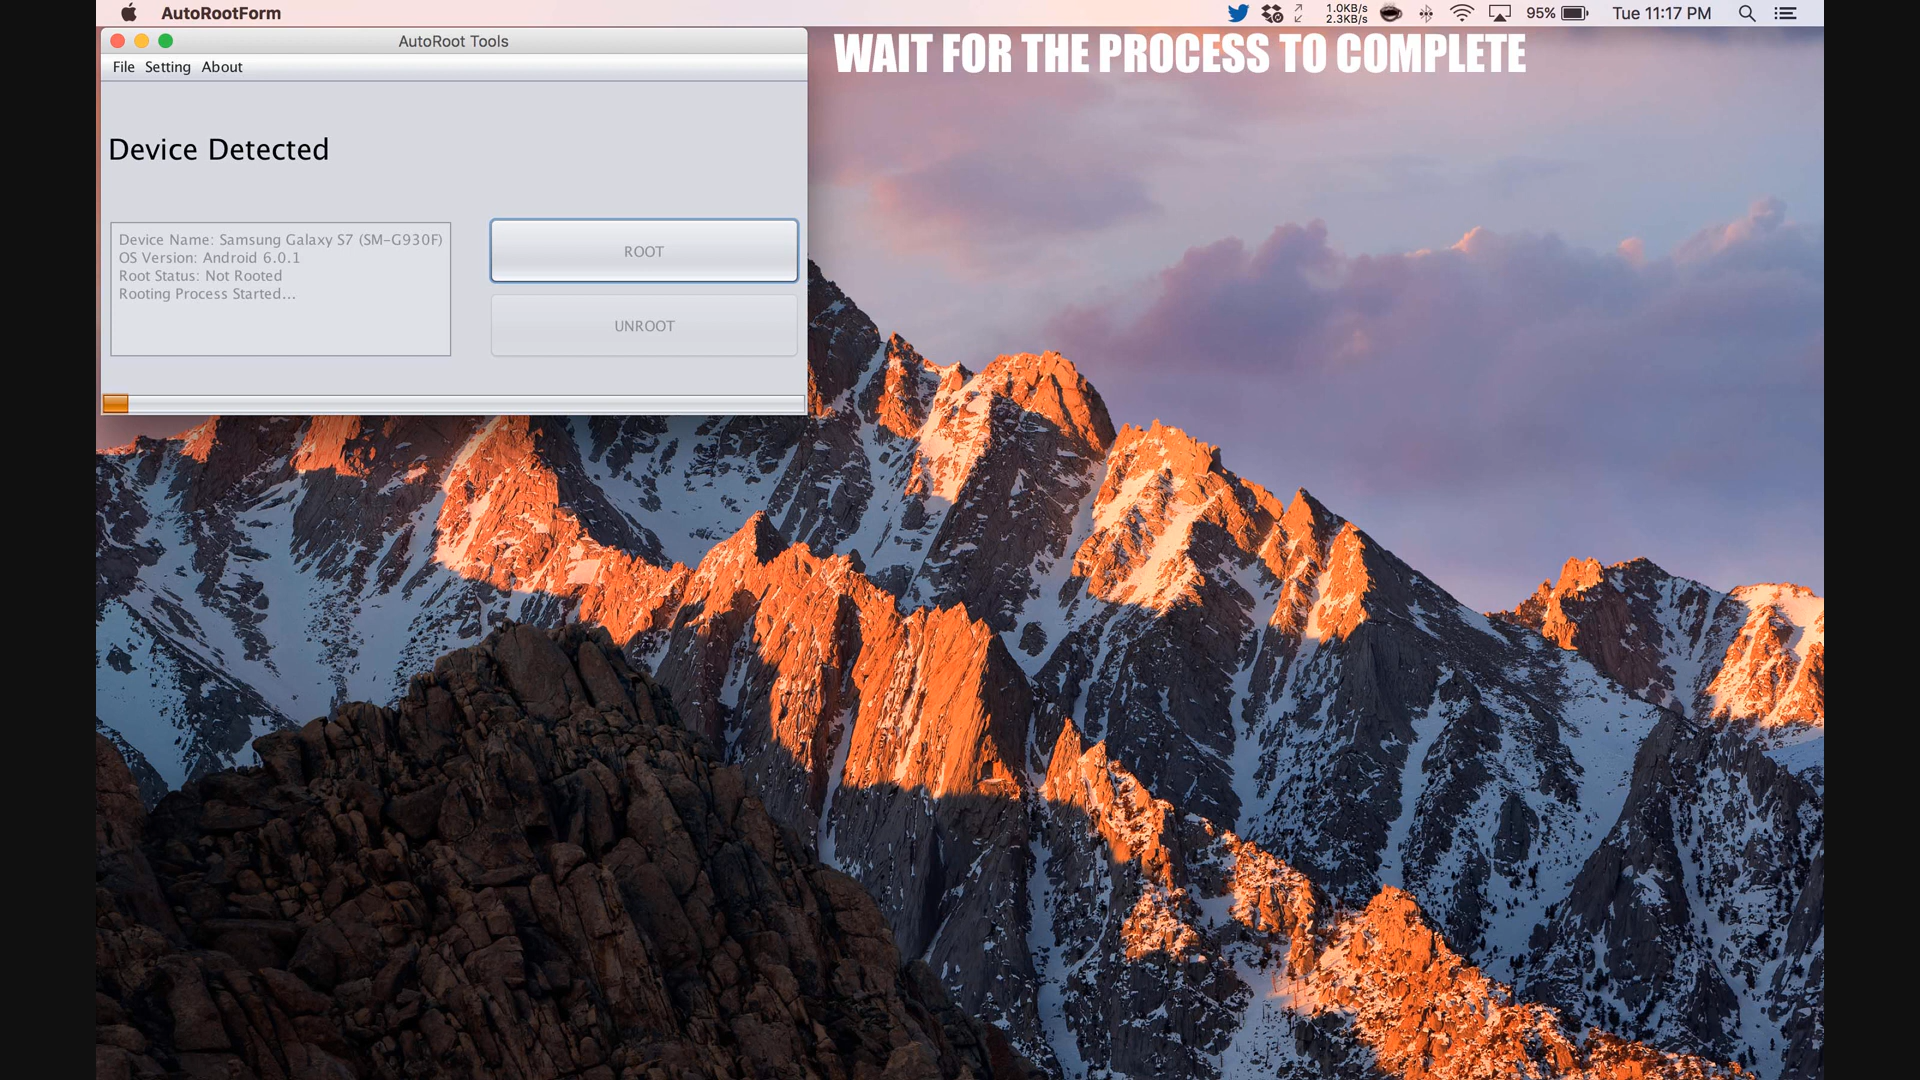 AutoRootForm
1.0KB/s
2.3KB/s
95%
Tue 11:17 PM
AutoRoot Tools
File Setting About
WAIT FOR THE PROCESS TO COMPLETE
Device Detected
Device Name: Samsung Galaxy S7 (SM-G930F)
OS Version: Android 6.0.1
Root Status: Not Rooted
Rooting Process Started...
ROOT
UNROOT